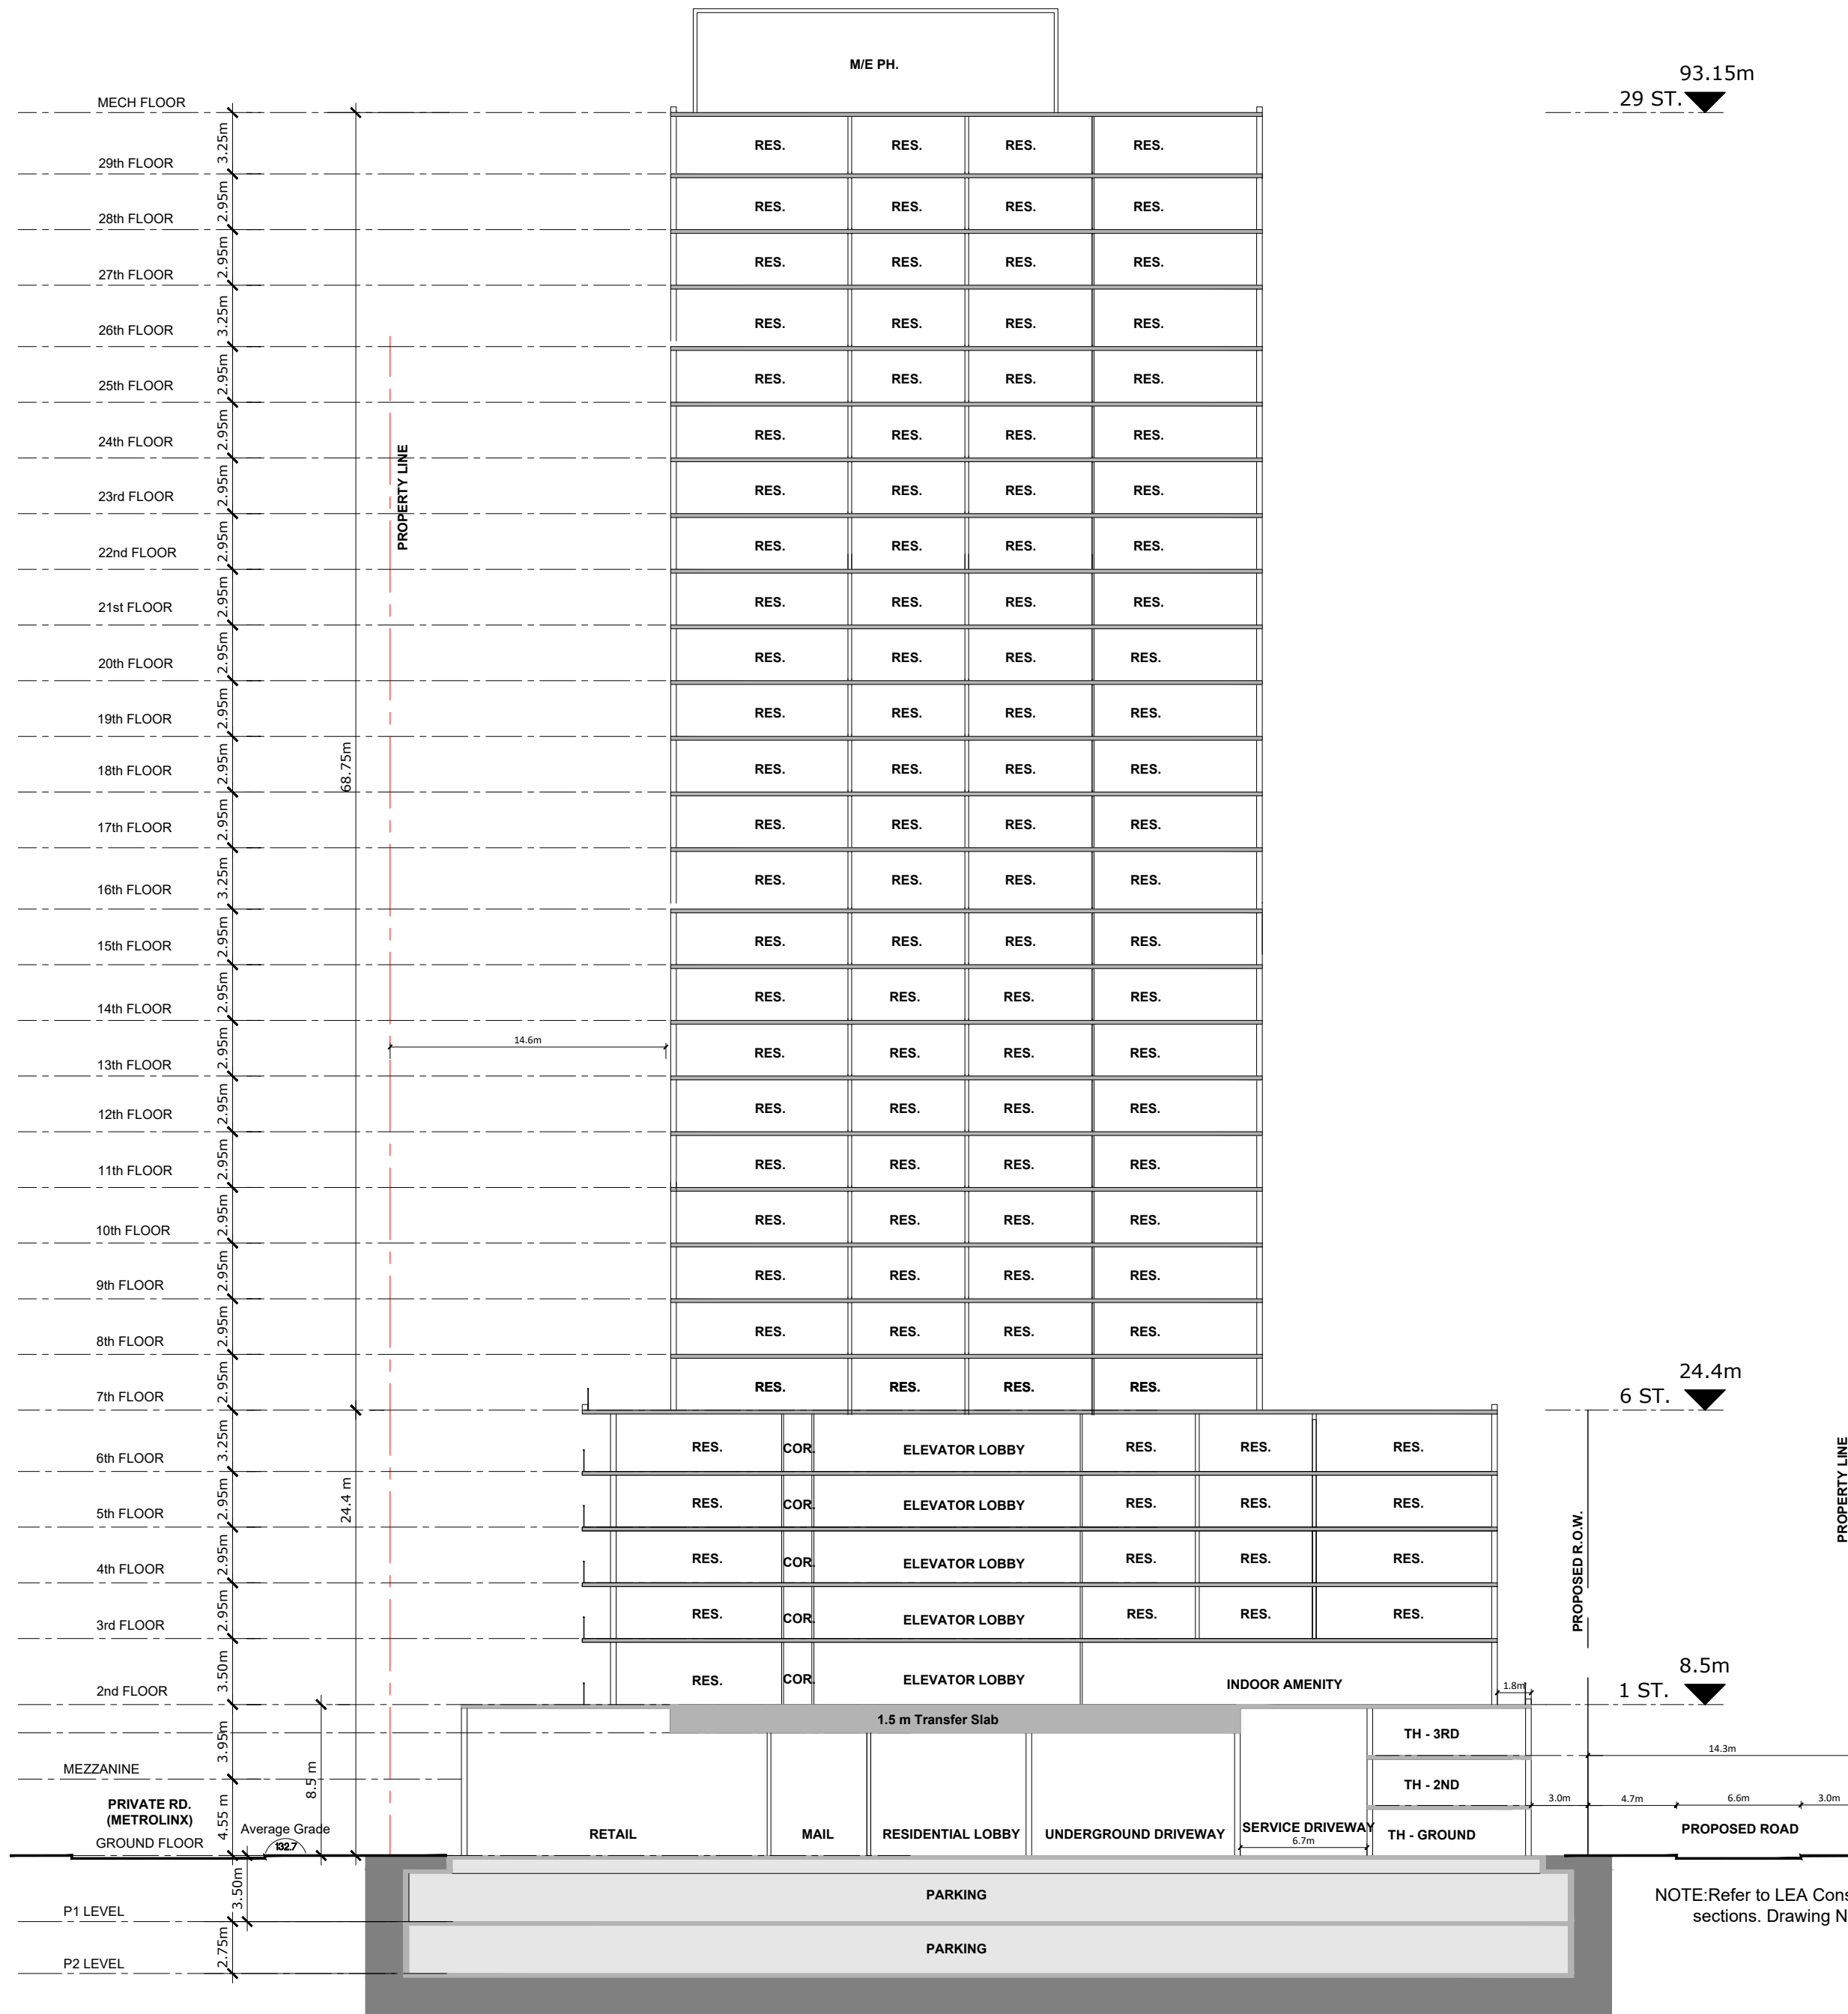 M/E PH.
93.15m
29 ST.
MECH FLOOR
3.25m
29th FLOOR
RES. RES. RES. RES.
2.95m
28th FLOOR
RES. RES. RES. RES.
2.95m
27th FLOOR
RES. RES. RES. RES.
3.25m
26th FLOOR
RES. RES. RES. RES.
2.95m
25th FLOOR
RES. RES. RES. RES.
2.95m
24th FLOOR
RES. RES. RES. RES.
PROPERTY LINE
2.95m
23rd FLOOR
RES. RES. RES. RES.
2.95m
22nd FLOOR
RES. RES. RES. RES.
2.95m
21st FLOOR
RES. RES. RES. RES.
2.95m
20th FLOOR
RES. RES. RES. RES.
2.95m
19th FLOOR
RES. RES. RES. RES.
68.75m
2.95m
18th FLOOR
RES. RES. RES. RES.
2.95m
17th FLOOR
RES. RES. RES. RES.
3.25m
16th FLOOR
RES. RES. RES. RES.
2.95m
15th FLOOR
RES. RES. RES. RES.
2.95m
14th FLOOR
RES. RES. RES. RES.
14.6m
2.95m
13th FLOOR
RES. RES. RES. RES.
2.95m
12th FLOOR
RES. RES. RES. RES.
2.95m
11th FLOOR
RES. RES. RES. RES.
2.95m
10th FLOOR
RES. RES. RES. RES.
2.95m
9th FLOOR
RES. RES. RES. RES.
2.95m
8th FLOOR
RES. RES. RES. RES.
2.95m
7th FLOOR
RES. RES. RES. RES.
24.4m
6 ST.
3.25m
6th FLOOR
RES. COR. ELEVATOR LOBBY RES. RES. RES.
24.4 m
2.95m
5th FLOOR
RES. COR. ELEVATOR LOBBY RES. RES. RES.
2.95m
4th FLOOR
RES. COR. ELEVATOR LOBBY RES. RES. RES.
PROPOSED R.O.W.
PROPERTY LINE
2.95m
3rd FLOOR
RES. COR. ELEVATOR LOBBY RES. RES. RES.
3.50m
2nd FLOOR
RES. COR. ELEVATOR LOBBY INDOOR AMENITY
1.8m
8.5m
1 ST.
1.5 m Transfer Slab
3.95m
MEZZANINE
8.5 m
TH - 3RD
14.3m
TH - 2ND
3.0m 4.7m 6.6m 3.0m
PRIVATE RD.
(METROLINX)
4.55 m
GROUND FLOOR
Average Grade
132.7
RETAIL MAIL RESIDENTIAL LOBBY UNDERGROUND DRIVEWAY SERVICE DRIVEWAY TH - GROUND
6.7m
PROPOSED ROAD
3.50m
P1 LEVEL
PARKING
2.75m
P2 LEVEL
PARKING
NOTE:Refer to LEA Cons
sections. Drawing N